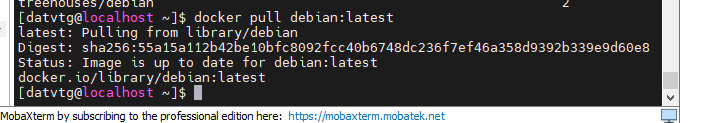 treehouses/debian 2
[datvtg@localhost ~]$ docker pull debian:latest
latest: Pulling from library/debian
Digest: sha256:55a15a112b42be10bfc8092fcc40b6748dc236f7ef46a358d9392b339e9d60e8
Status: Image is up to date for debian:latest
docker.io/library/debian:latest
[datvtg@localhost ~]$
MobaXterm by subscribing to the professional edition here: https://mobaxterm.mobatek.net